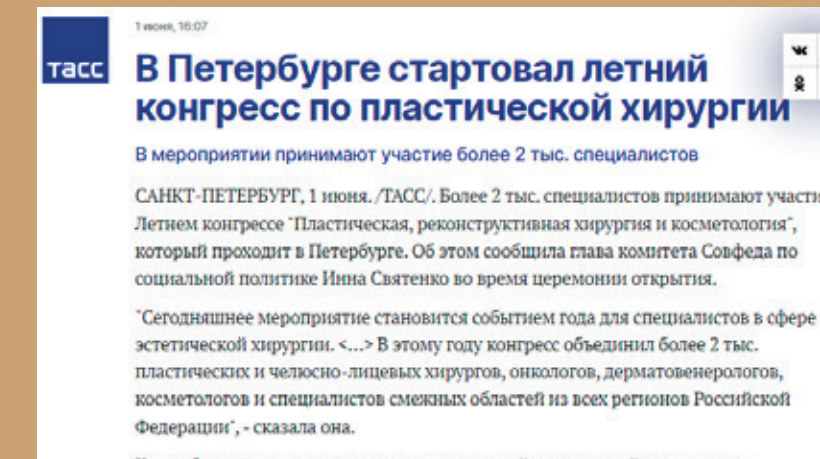 1 июня, 16:07
тасс
В Петербурге стартовал летний
конгресс по пластической хирургии
В мероприятии принимают участие более 2 тыс. специалистов
САНКТ-ПЕТЕРБУРГ, 1 июня. /ТАСС/. Более 2 тыс. специалистов принимают участи
Летнем конгрессе "Пластическая, реконструктивная хирургия и косметология",
который проходит в Петербурге. Об этом сообщила глава комитета Совфеда по
социальной политике Инна Святенко во время церемонии открытия.
"Сегодняшнее мероприятие становится событием года для специалистов в сфере
эстетической хирургии. <...> В этому году конгресс объединил более 2 тыс.
пластических и челюсно-лицевых хирургов, онкологов, дерматовенерологов,
косметологов и специалистов смежных областей из всех регионов Российской
Федерации", - сказала она.